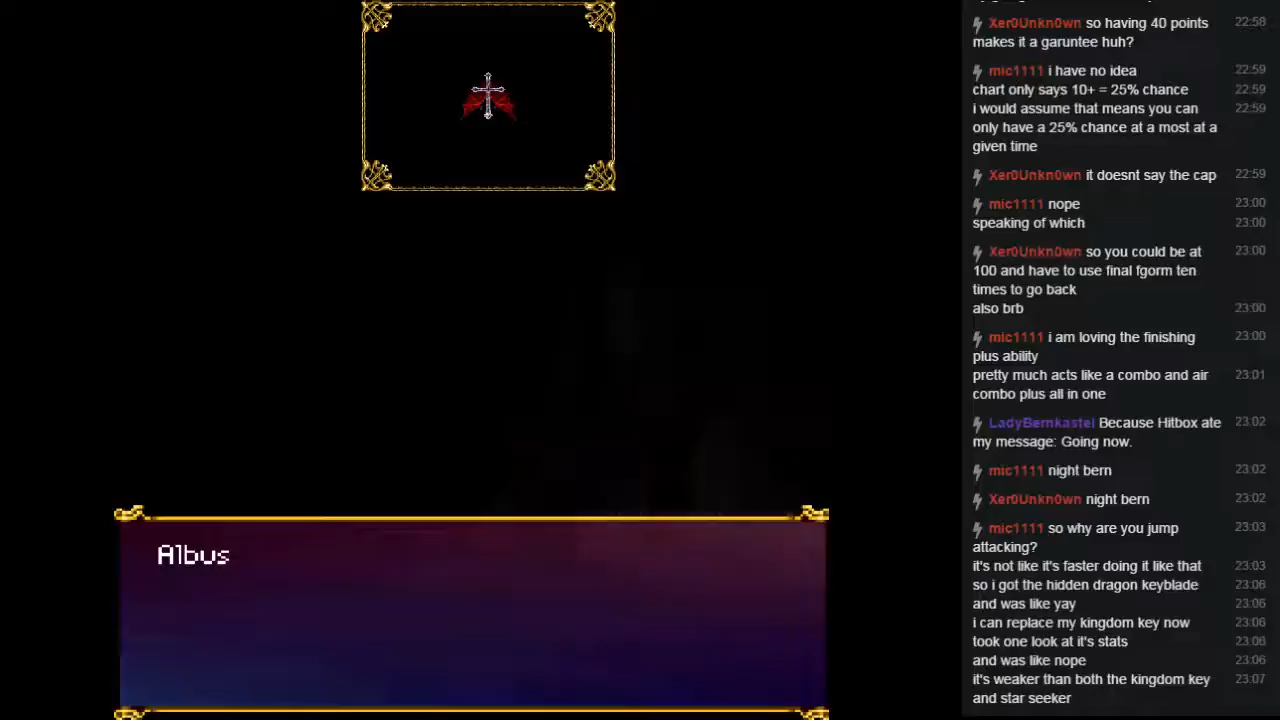 Xer0Unkn0wn so having 40 points 22:58
makes it a garuntee huh?
mic1111 i have no idea 22:59
chart only says 10+ = 25% chance 22:59
i would assume that means you can 22:59
only have a 25% chance at a most at a
given time
Xer0Unkn0wn it doesnt say the cap 22:59
mic1111 nope 23:00
speaking of which 23:00
Xer0Unkn0wn so you could be at 23:00
100 and have to use final fgorm ten
times to go back
also brb 23:00
mic1111 i am loving the finishing 23:00
plus ability
pretty much acts like a combo and air 23:01
combo plus all in one
LadyBernkastel Because Hitbox ate 23:02
my message: Going now.
mic1111 night bern 23:02
Xer0Unkn0wn night bern 23:02
mic1111 so why are you jump 23:03
attacking?
it's not like it's faster doing it like that 23:03
so i got the hidden dragon keyblade 23:06
and was like yay 23:06
i can replace my kingdom key now 23:06
took one look at it's stats 23:06
and was like nope 23:06
it's weaker than both the kingdom key 23:07
and star seeker
Albus